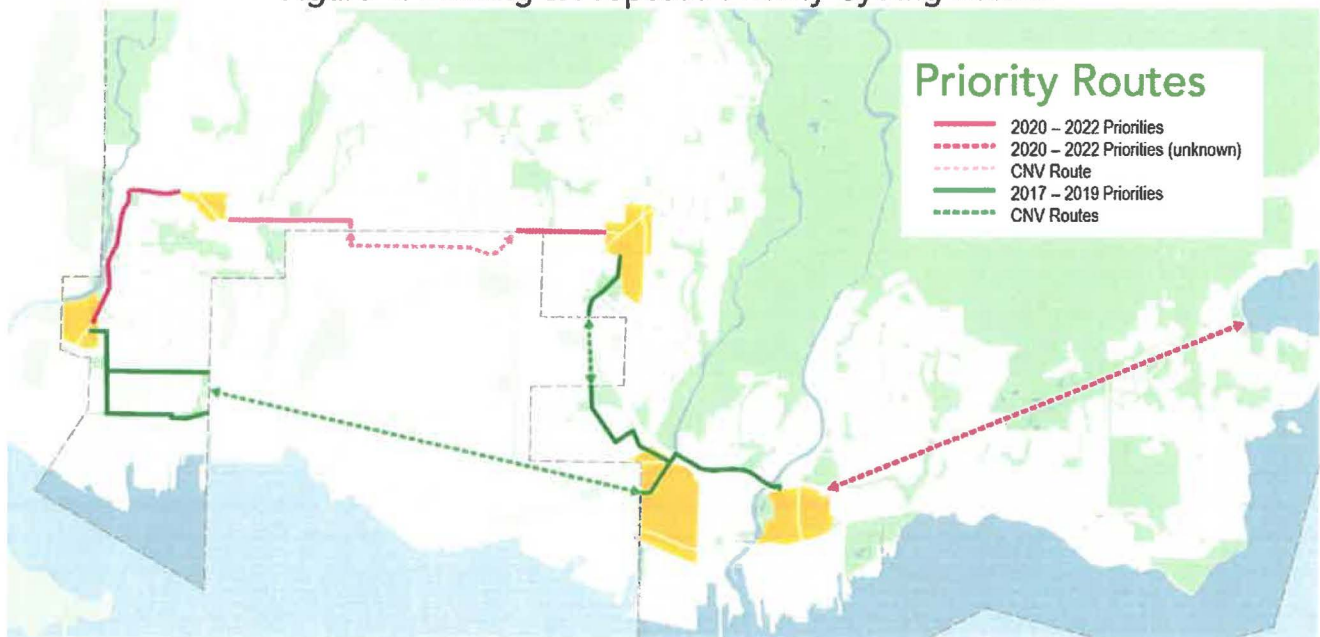 Priority Routes
2020 – 2022 Priorities
2020 – 2022 Priorities (unknown)
CNV Route
2017 – 2019 Priorities
CNV Routes